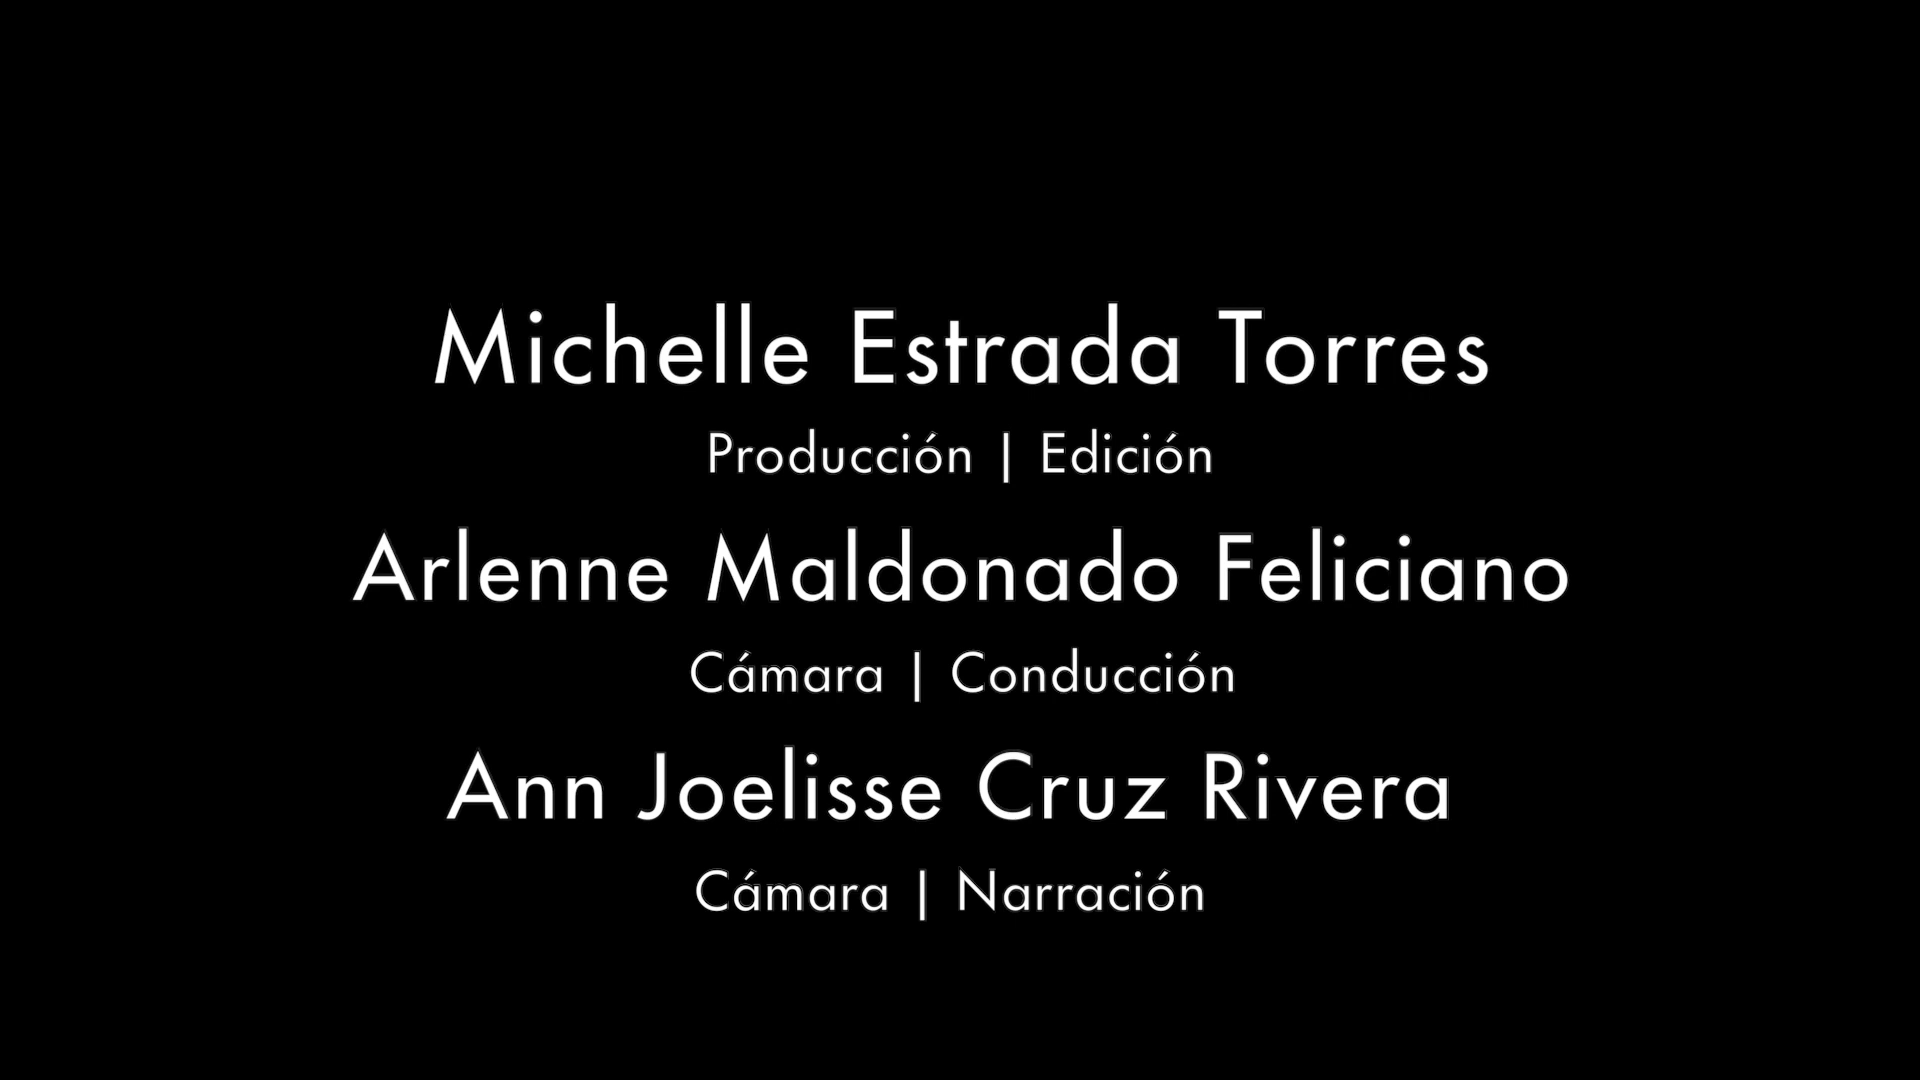 Michelle Estrada Torres
Producción | Edición
Arlenne Maldonado Feliciano
Cámara | Conducción
Ann Joelisse Cruz Rivera
Cámara | Narración